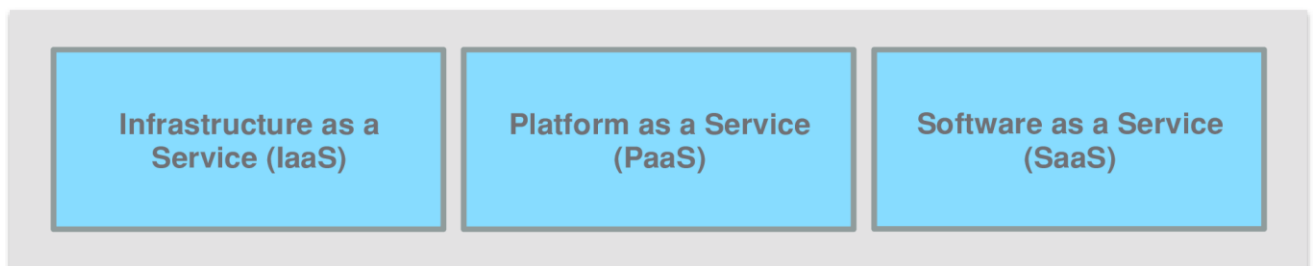 Infrastructure as a
Service (IaaS)
Platform as a Service
(PaaS)
Software as a Service
(SaaS)